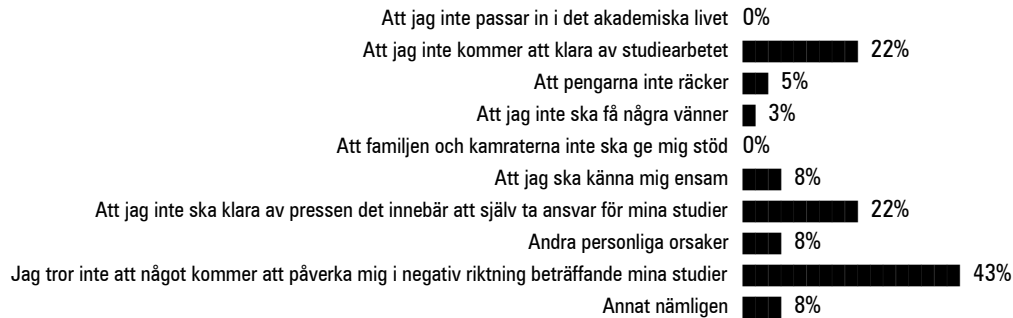 Att jag inte passar in i det akademiska livet 0%
Att jag inte kommer att klara av studiearbetet 22%
Att pengarna inte räcker 5%
Att jag inte ska få några vänner 3%
Att familjen och kamraterna inte ska ge mig stöd 0%
Att jag ska känna mig ensam 8%
Att jag inte ska klara av pressen det innebär att själv ta ansvar för mina studier 22%
Andra personliga orsaker 8%
Jag tror inte att något kommer att påverka mig i negativ riktning beträffande mina studier 43%
Annat nämligen 8%